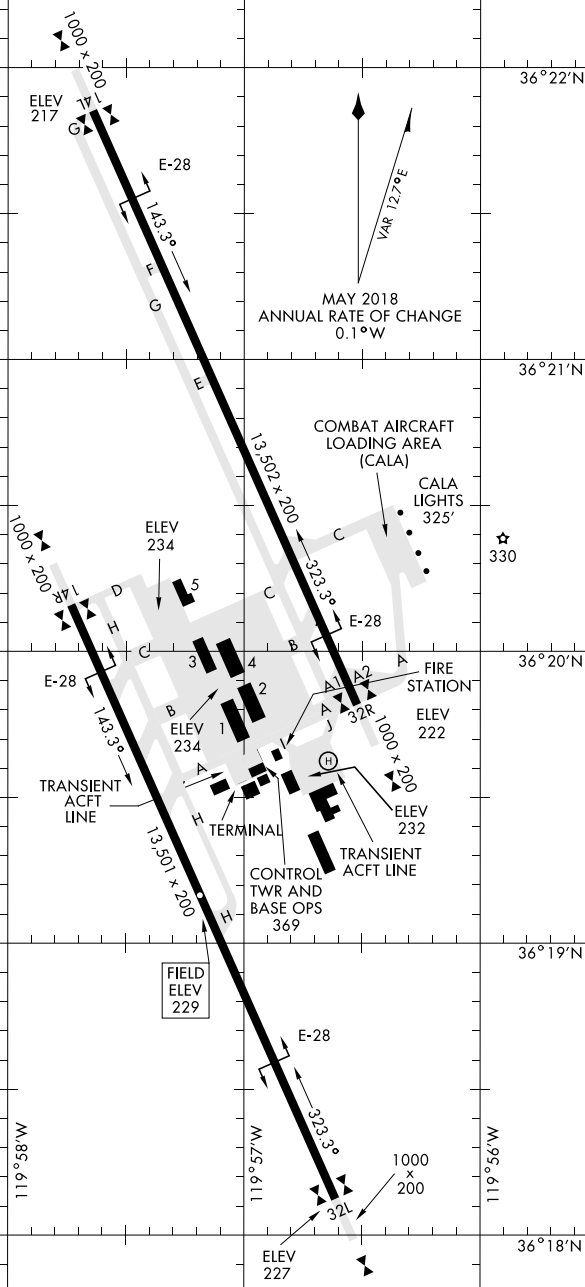 1000 x 200
36°22'N
ELEV
217
14L
G
E-28
143.3°
VAR 12.7°E
F
G
MAY 2018
ANNUAL RATE OF CHANGE
0.1°W
36°21'N
E
COMBAT AIRCRAFT
LOADING AREA
(CALA)
13,502 x 200
CALA
LIGHTS
325'
1000 x 200
ELEV
234
C
330
323.3°
14R
D
5
C
H
E-28
B
C
36°20'N
3
4
A
FIRE
STATION
E-28
A1
A2
2
32R
ELEV
222
B
A
J
1
ELEV
234
143.3°
I
1000 x 200
TRANSIENT
ACFT
LINE
A
H
H
TERMINAL
ELEV
232
13,501 x 200
CONTROL
TWR AND
BASE OPS
369
TRANSIENT
ACFT LINE
H
36°19'N
FIELD
ELEV
229
E-28
323.3°
119°58'W
119°57'W
119°56'W
1000
x
200
32L
36°18'N
ELEV
227